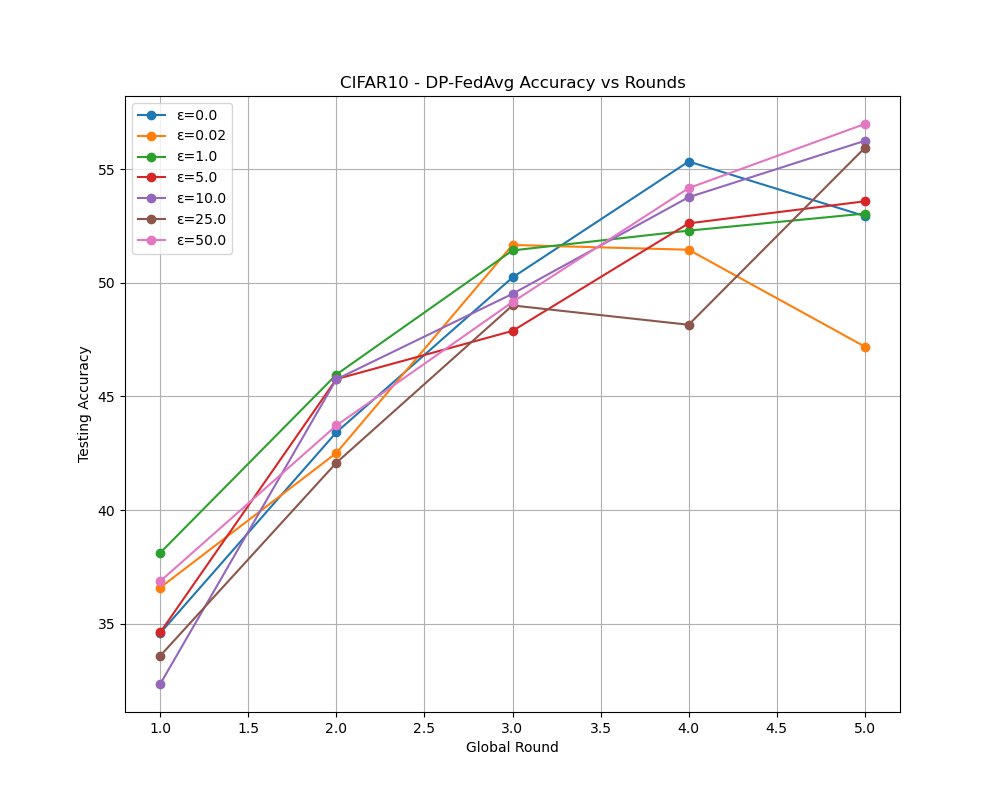 CIFAR10 - DP-FedAvg Accuracy vs Rounds
ε=0.0
ε=0.02
ε=1.0
ε=5.0
ε=10.0
ε=25.0
ε=50.0
Testing Accuracy
55
50
45
40
35
1.0 1.5 2.0 2.5 3.0 3.5 4.0 4.5 5.0
Global Round